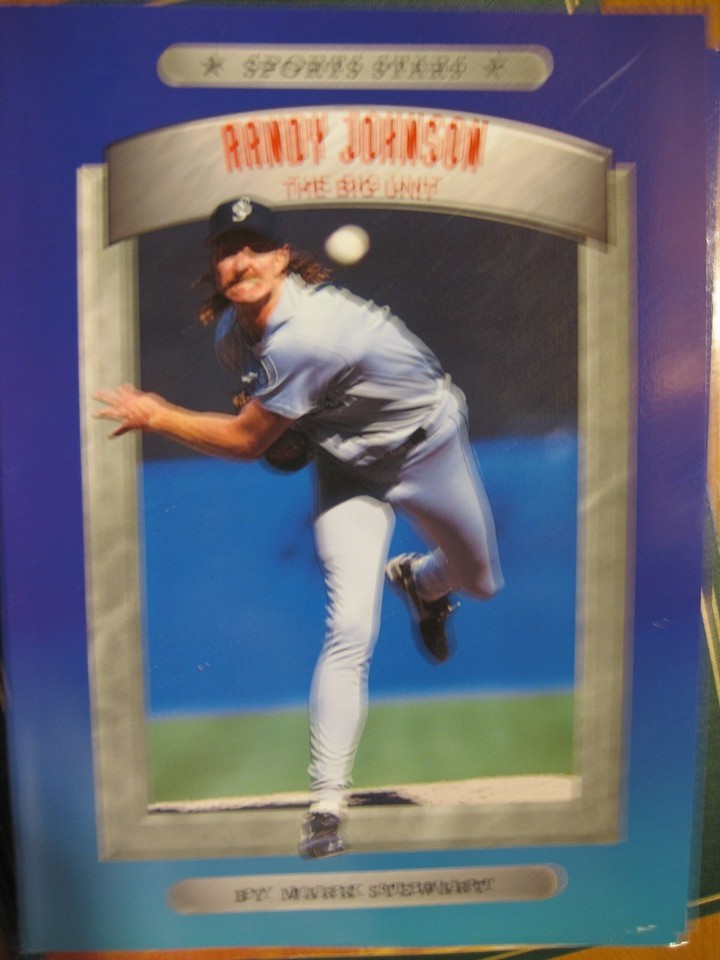 ★ SPORTS STARS ★
RANDY JOHNSON
THE BIG UNIT
S
BY MARK STEWART